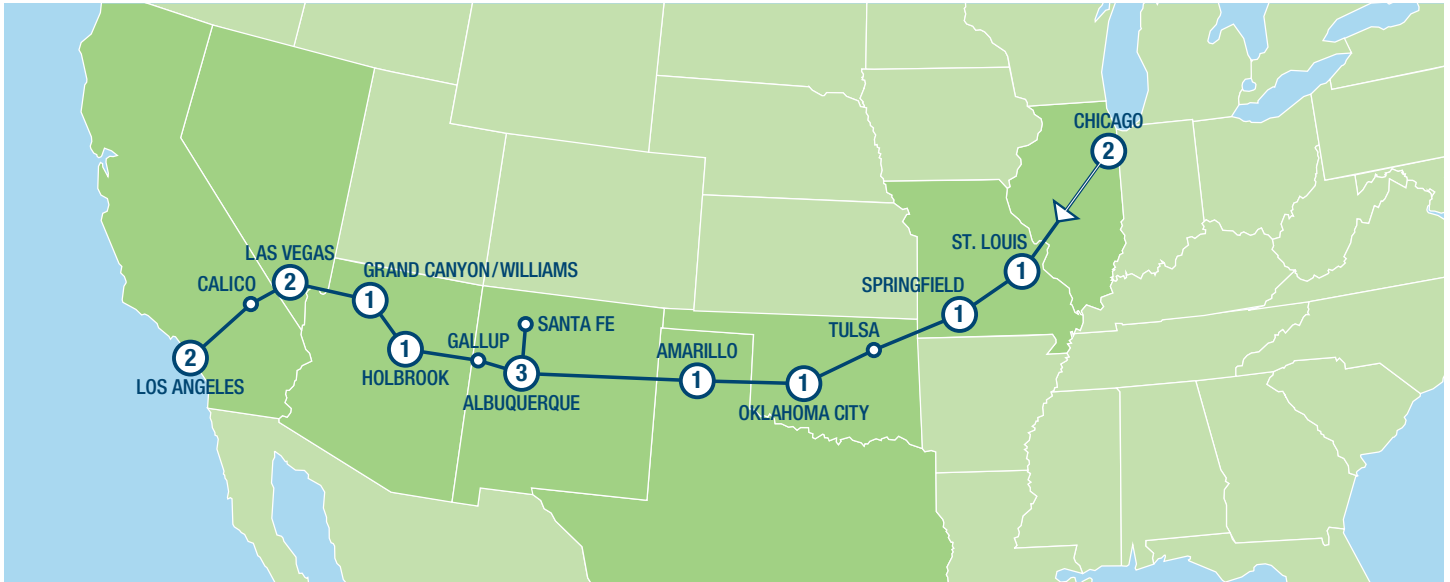 CHICAGO
2
ST. LOUIS
1
SPRINGFIELD
1
TULSA
OKLAHOMA CITY
1
AMARILLO
1
SANTA FE
ALBUQUERQUE
3
GALLUP
HOLBROOK
1
GRAND CANYON/WILLIAMS
1
LAS VEGAS
2
CALICO
LOS ANGELES
2